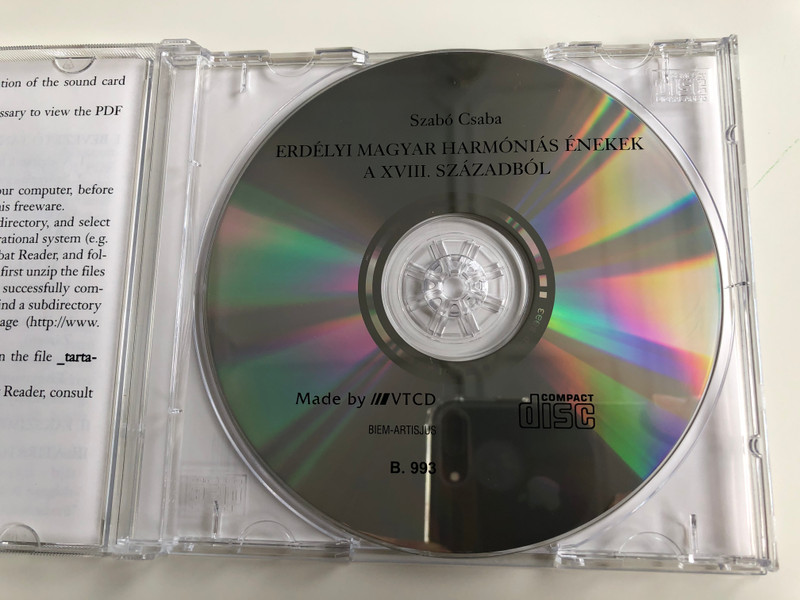 tion of the sound card
ssary to view the PDF
our computer, before
his freeware.
directory, and select
rational system (e.g.
bat Reader, and fol-
first unzip the files
successfully com-
ind a subdirectory
age (http://www.
n the file _tarta-
Reader, consult
Szabó Csaba
ERDÉLYI MAGYAR HARMÓNIÁS ÉNEKEK
A XVIII. SZÁZADBÓL
Made by VTCD
COMPACT
disc
BIEM-ARTISJUS
B. 993